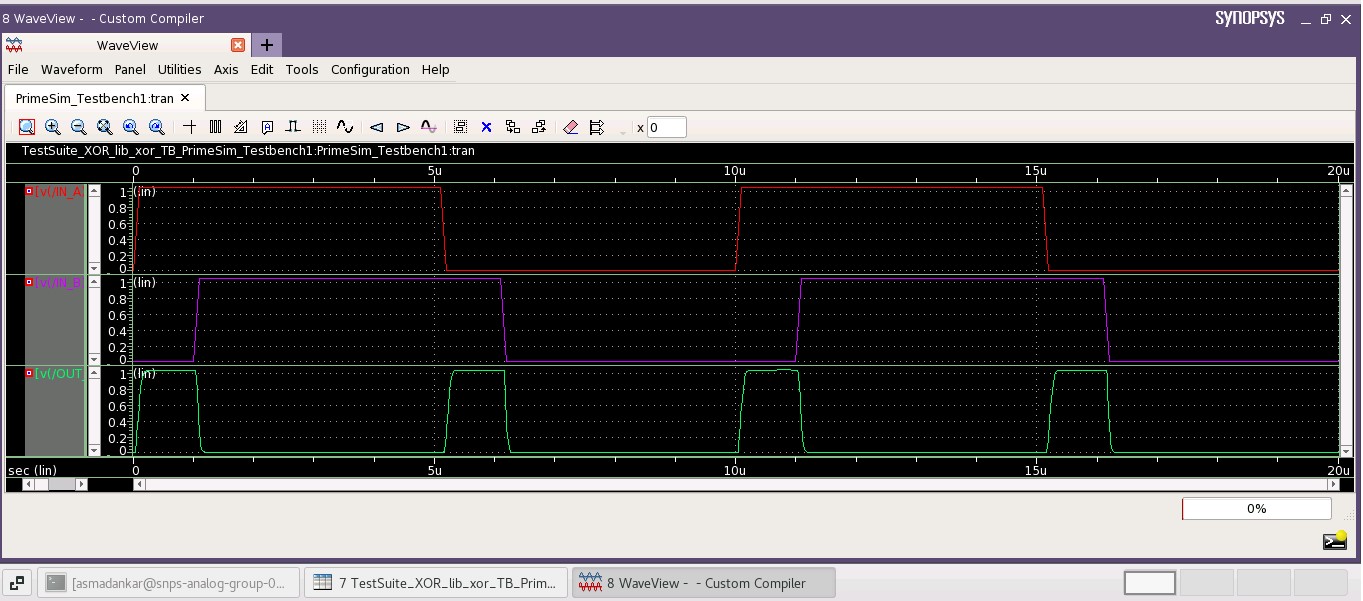 8 WaveView - - Custom Compiler
SYNOPSYS
WaveView
File Waveform Panel Utilities Axis Edit Tools Configuration Help
PrimeSim_Testbench1:tran
x 0
TestSuite_XOR_lib_xor_TB_PrimeSim_Testbench1:PrimeSim_Testbench1:tran
0 5u 10u 15u 20u
[v(/IN_A
1 (lin)
0.8
0.6
0.4
0.2
0
[v(/IN_B
1 (lin)
0.8
0.6
0.4
0.2
0
[v(/OUT_
1 (lin)
0.8
0.6
0.4
0.2
0
sec (lin) 0 5u 10u 15u 20u
0%
[asmadankar@snps-analog-group-0...
7 TestSuite_XOR_lib_xor_TB_Prim...
8 WaveView - - Custom Compiler